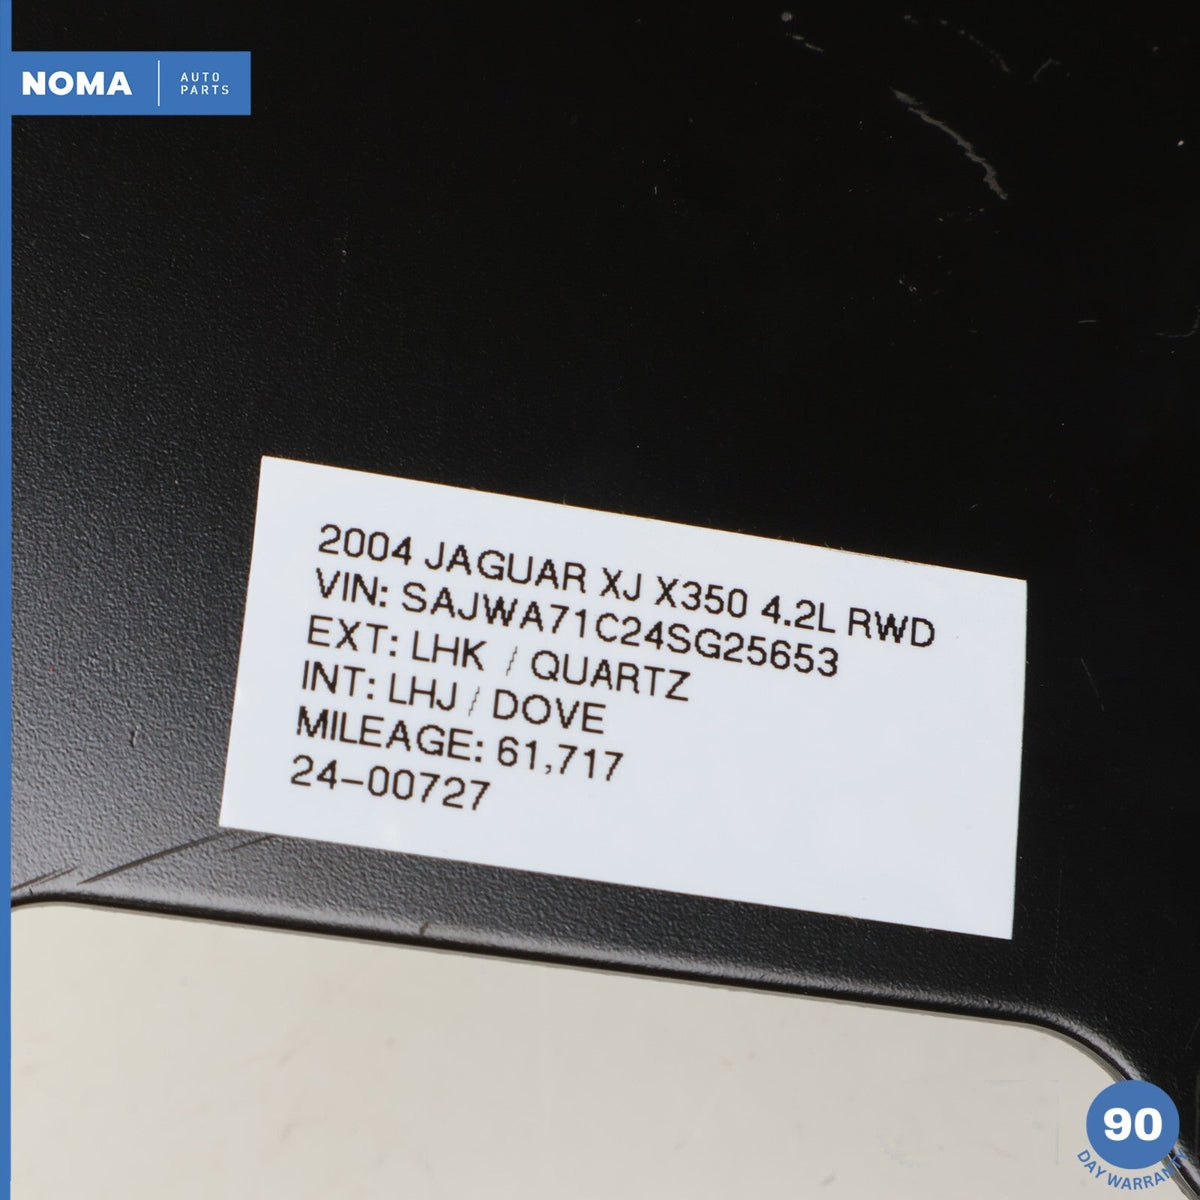 NOMA
AUTO
PARTS
2004 JAGUAR XJ X350 4.2L RWD
VIN: SAJWA71C24SG25653
EXT: LHK / QUARTZ
INT: LHJ / DOVE
MILEAGE: 61,717
24-00727
90
DAY WARRANTY